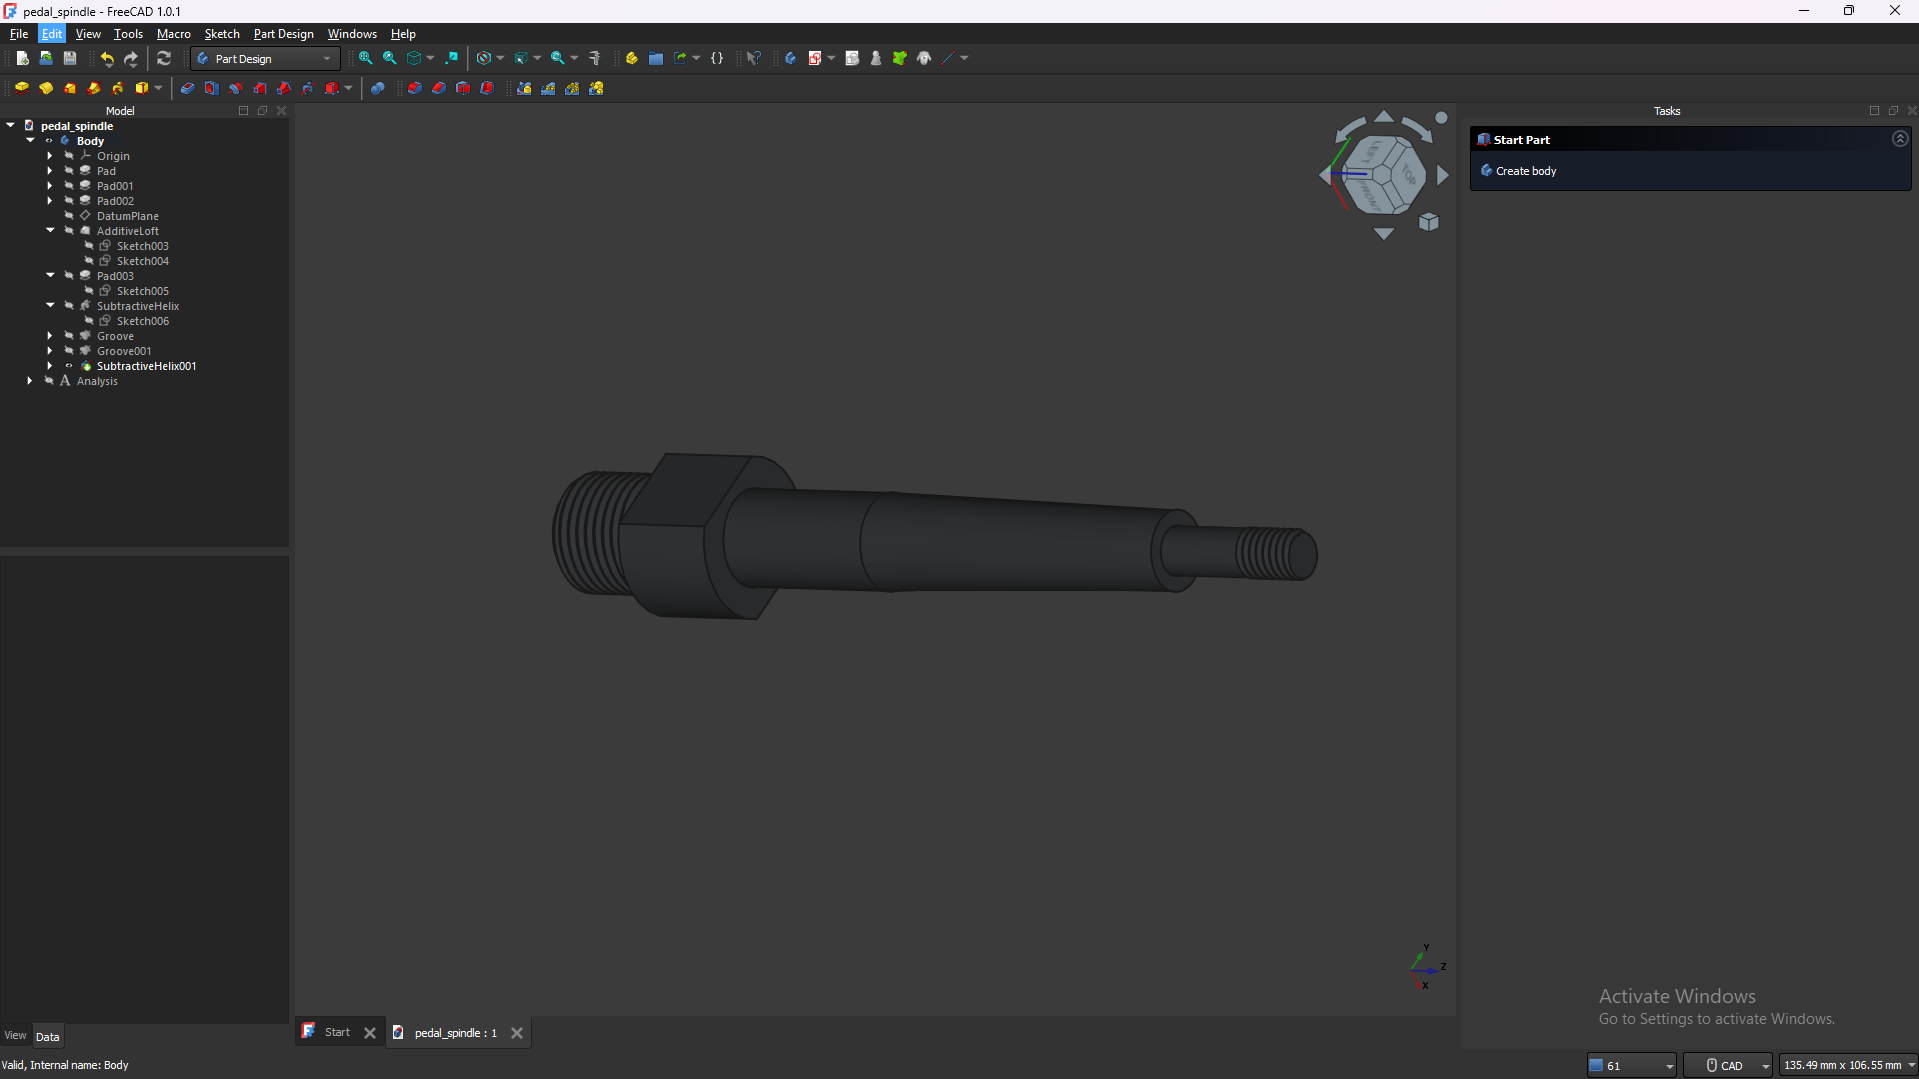 pedal_spindle - FreeCAD 1.0.1
File Edit View Tools Macro Sketch Part Design Windows Help
Part Design
Model
Tasks
pedal_spindle
Body
Origin
Pad
Pad001
Pad002
DatumPlane
AdditiveLoft
Sketch003
Sketch004
Pad003
Sketch005
SubtractiveHelix
Sketch006
Groove
Groove001
SubtractiveHelix001
A Analysis
LEFT
TOP
FRONT
Start Part
Create body
Y
Z
X
Activate Windows
Go to Settings to activate Windows.
View Data
Start
pedal_spindle : 1
Valid, Internal name: Body
61
CAD
135.49 mm x 106.55 mm